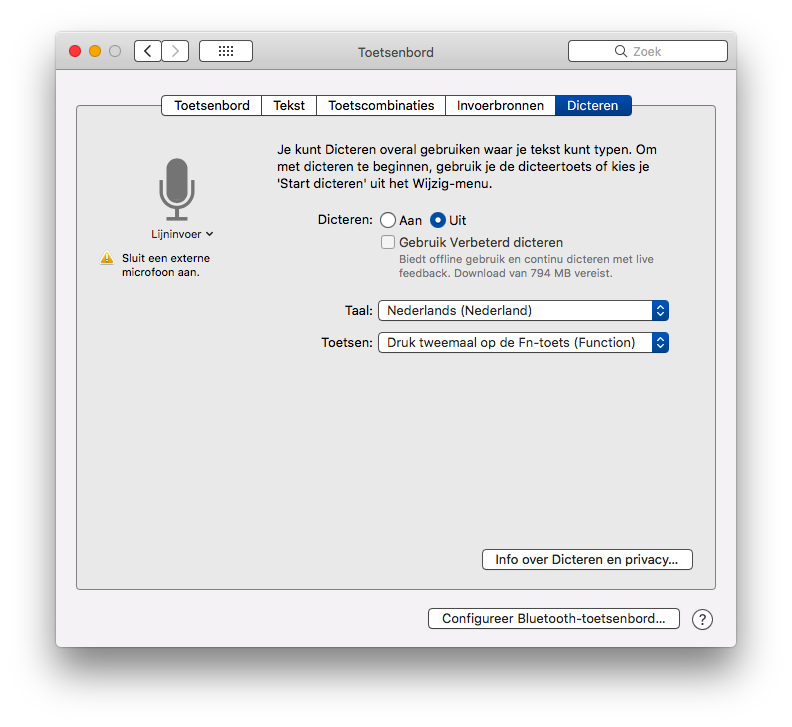 Toetsenbord
Zoek
Toetsenbord
Tekst
Toetscombinaties
Invoerbronnen
Dicteren
Je kunt Dicteren overal gebruiken waar je tekst kunt typen. Om
met dicteren te beginnen, gebruik je de dicteertoets of kies je
'Start dicteren' uit het Wijzig-menu.
Lijninvoer
Sluit een externe
microfoon aan.
Dicteren: Aan Uit
Gebruik Verbeterd dicteren
Biedt offline gebruik en continu dicteren met live
feedback. Download van 794 MB vereist.
Taal: Nederlands (Nederland)
Toetsen: Druk tweemaal op de Fn-toets (Function)
Info over Dicteren en privacy...
Configureer Bluetooth-toetsenbord...
?